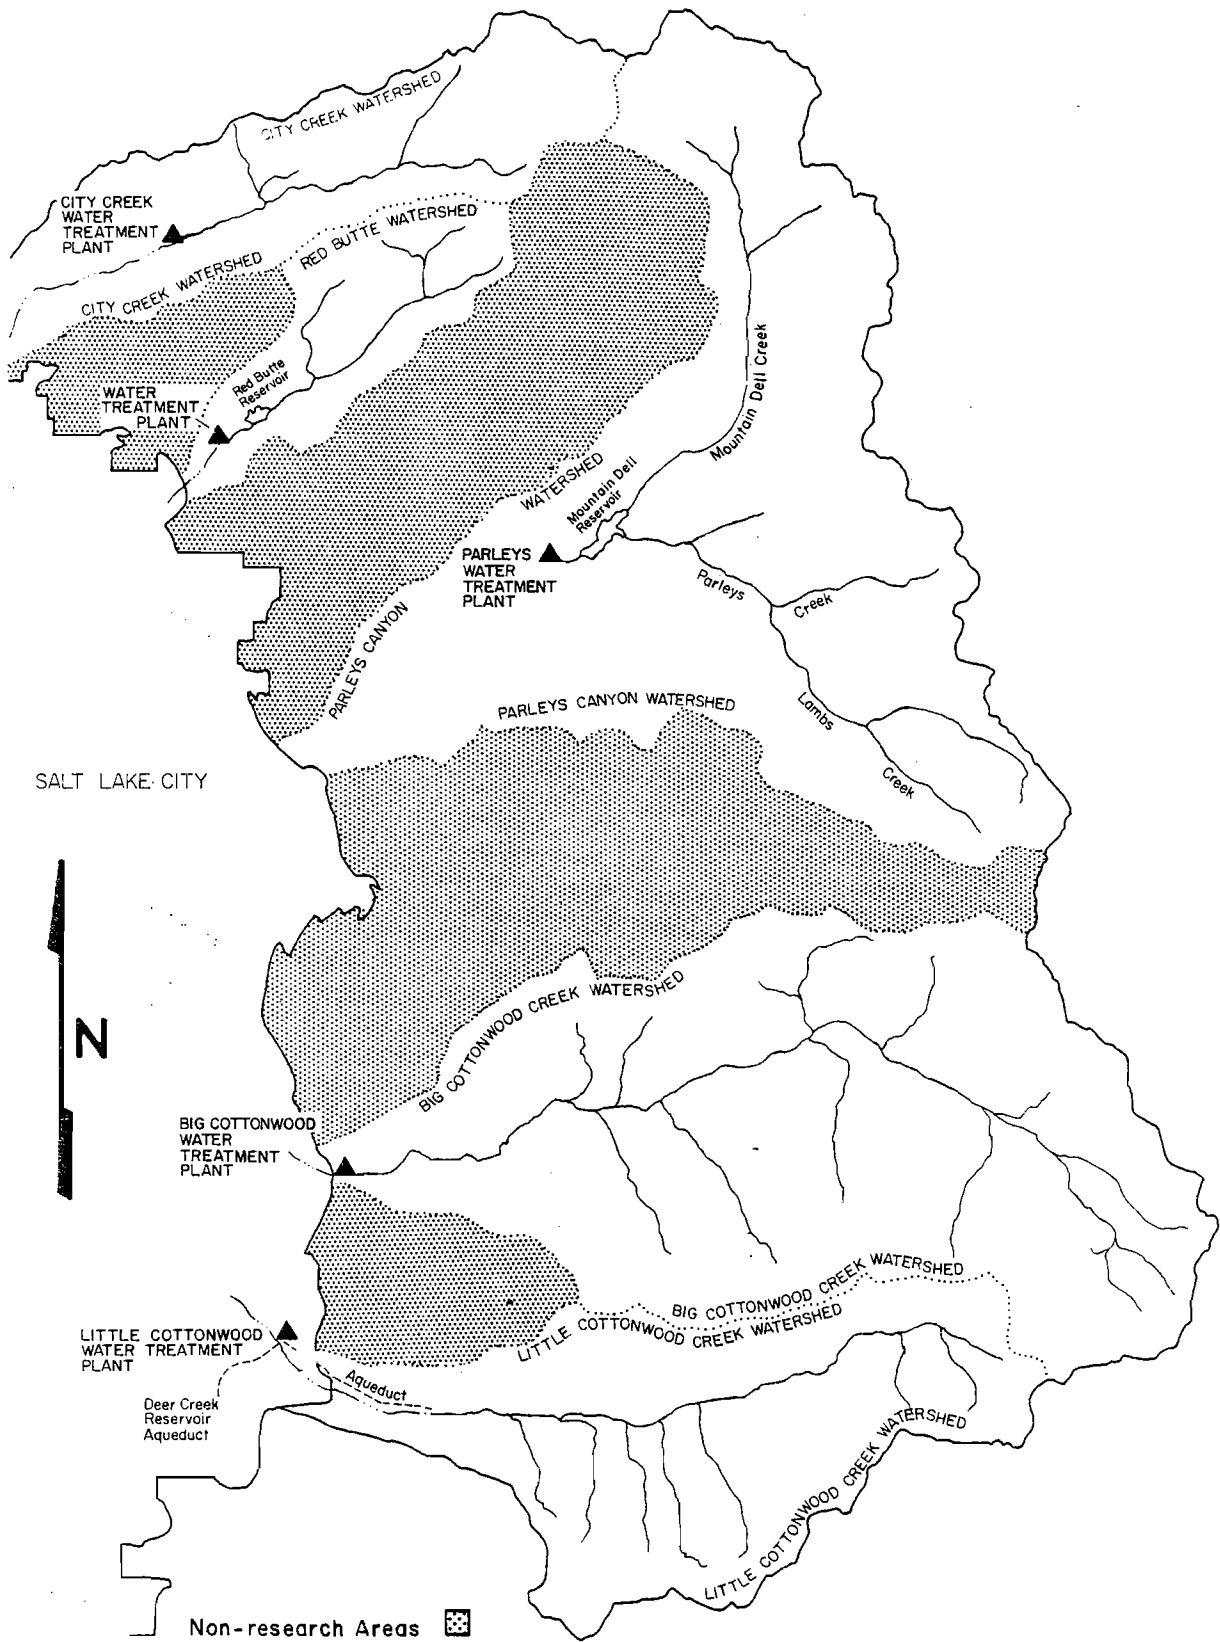 CITY CREEK WATERSHED
CITY CREEK
WATER
TREATMENT
PLANT
RED BUTTE WATERSHED
CITY CREEK WATERSHED
Red Butte
Reservoir
WATER
TREATMENT
PLANT
Mountain Dell Creek
WATERSHED
Mountain Dell
Reservoir
PARLEYS
WATER
TREATMENT
PLANT
Parleys
Creek
PARLEYS CANYON
PARLEYS CANYON WATERSHED
Lambs
Creek
SALT LAKE CITY
N
BIG COTTONWOOD CREEK WATERSHED
BIG COTTONWOOD
WATER
TREATMENT
PLANT
BIG COTTONWOOD CREEK WATERSHED
LITTLE COTTONWOOD CREEK WATERSHED
LITTLE COTTONWOOD
WATER TREATMENT
PLANT
Aqueduct
Deer Creek
Reservoir
Aqueduct
LITTLE COTTONWOOD CREEK WATERSHED
Non-research Areas